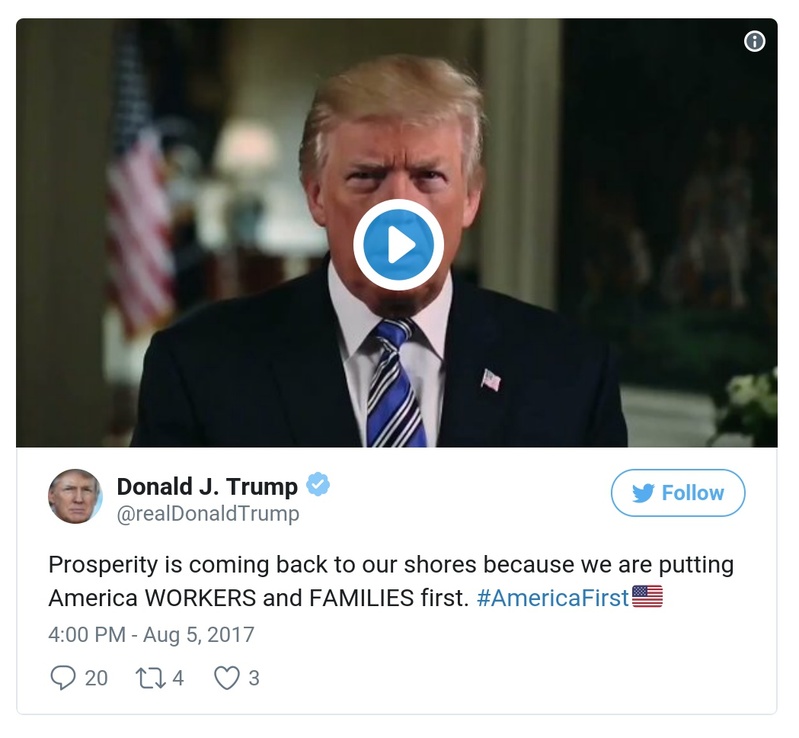 Donald J. Trump
@realDonaldTrump
Follow
Prosperity is coming back to our shores because we are putting
America WORKERS and FAMILIES first. #AmericaFirst🇺🇸
4:00 PM - Aug 5, 2017
20 4 3